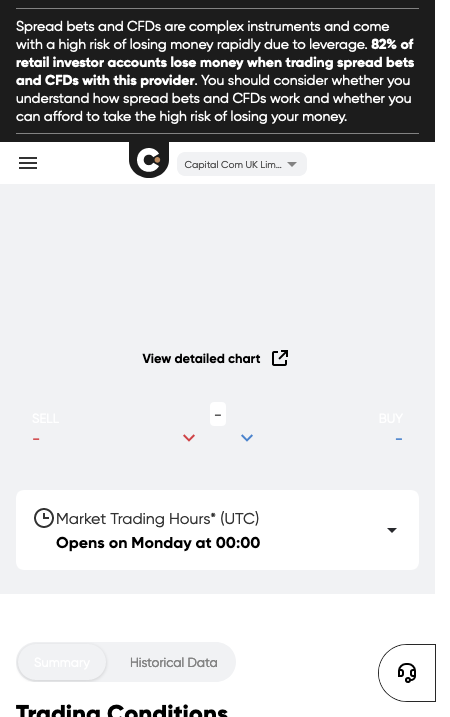 Spread bets and CFDs are complex instruments and come
with a high risk of losing money rapidly due to leverage. 82% of
retail investor accounts lose money when trading spread bets
and CFDs with this provider. You should consider whether you
understand how spread bets and CFDs work and whether you
can afford to take the high risk of losing your money.
Capital Com UK Lim...
View detailed chart
-
SELL
BUY
-
-
Market Trading Hours* (UTC)
Opens on Monday at 00:00
Summary
Historical Data
Trading Conditions